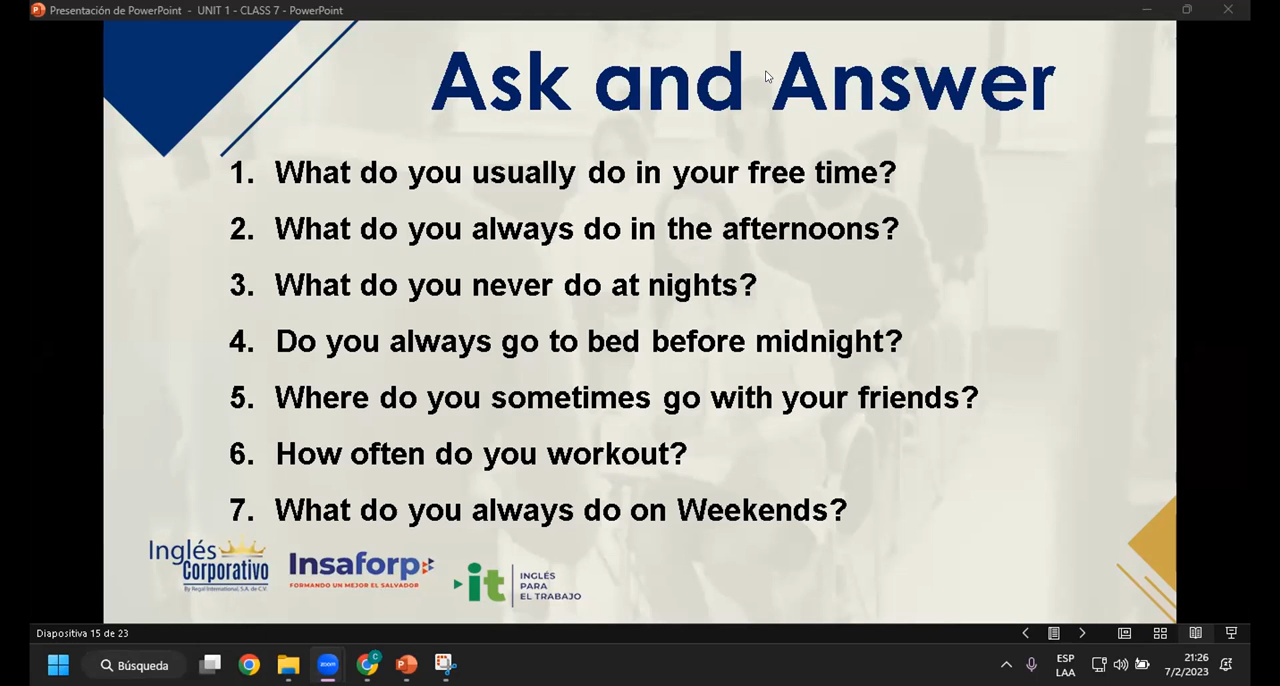 Presentación de PowerPoint - UNIT 1 - CLASS 7 - PowerPoint
Ask and Answer
1. What do you usually do in your free time?
2. What do you always do in the afternoons?
3. What do you never do at nights?
4. Do you always go to bed before midnight?
5. Where do you sometimes go with your friends?
6. How often do you workout?
7. What do you always do on Weekends?
Inglés
Corporativo
By Regal International, S.A. de C.V.
Insaforp
FORMANDO UN MEJOR EL SALVADOR
it
INGLÉS
PARA
EL TRABAJO
Diapositiva 15 de 23
Búsqueda
C
ESP
LAA
21:26
7/2/2023